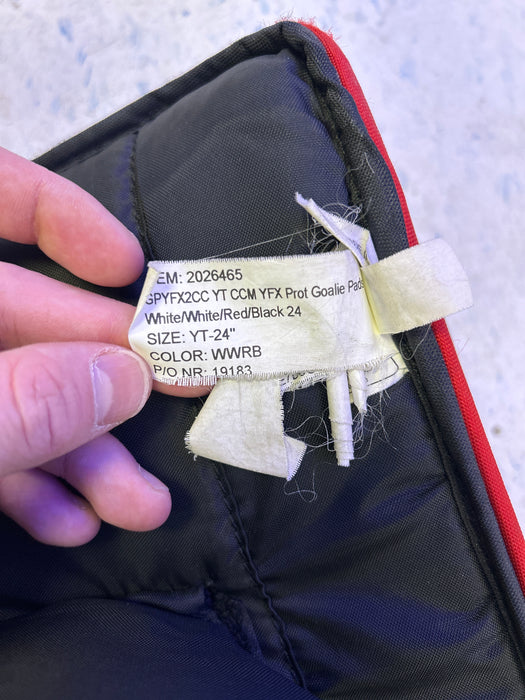 EM: 2026465
GPYFX2CC YT CCM YFX Prot Goalie Pads
White/White/Red/Black 24
SIZE: YT-24"
COLOR: WWRB
P/O NR: 19183